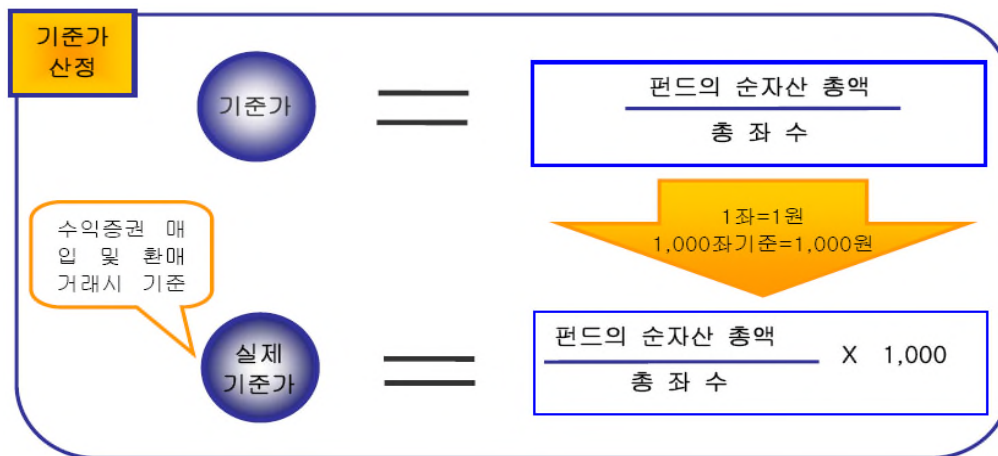 기준가
산정
기준가
펀드의 순자산 총액
총 좌 수
1좌=1원
1,000좌기준=1,000원
수익증권 매
입 및 환매
거래시 기준
실제
기준가
펀드의 순자산 총액
총 좌 수
X 1,000